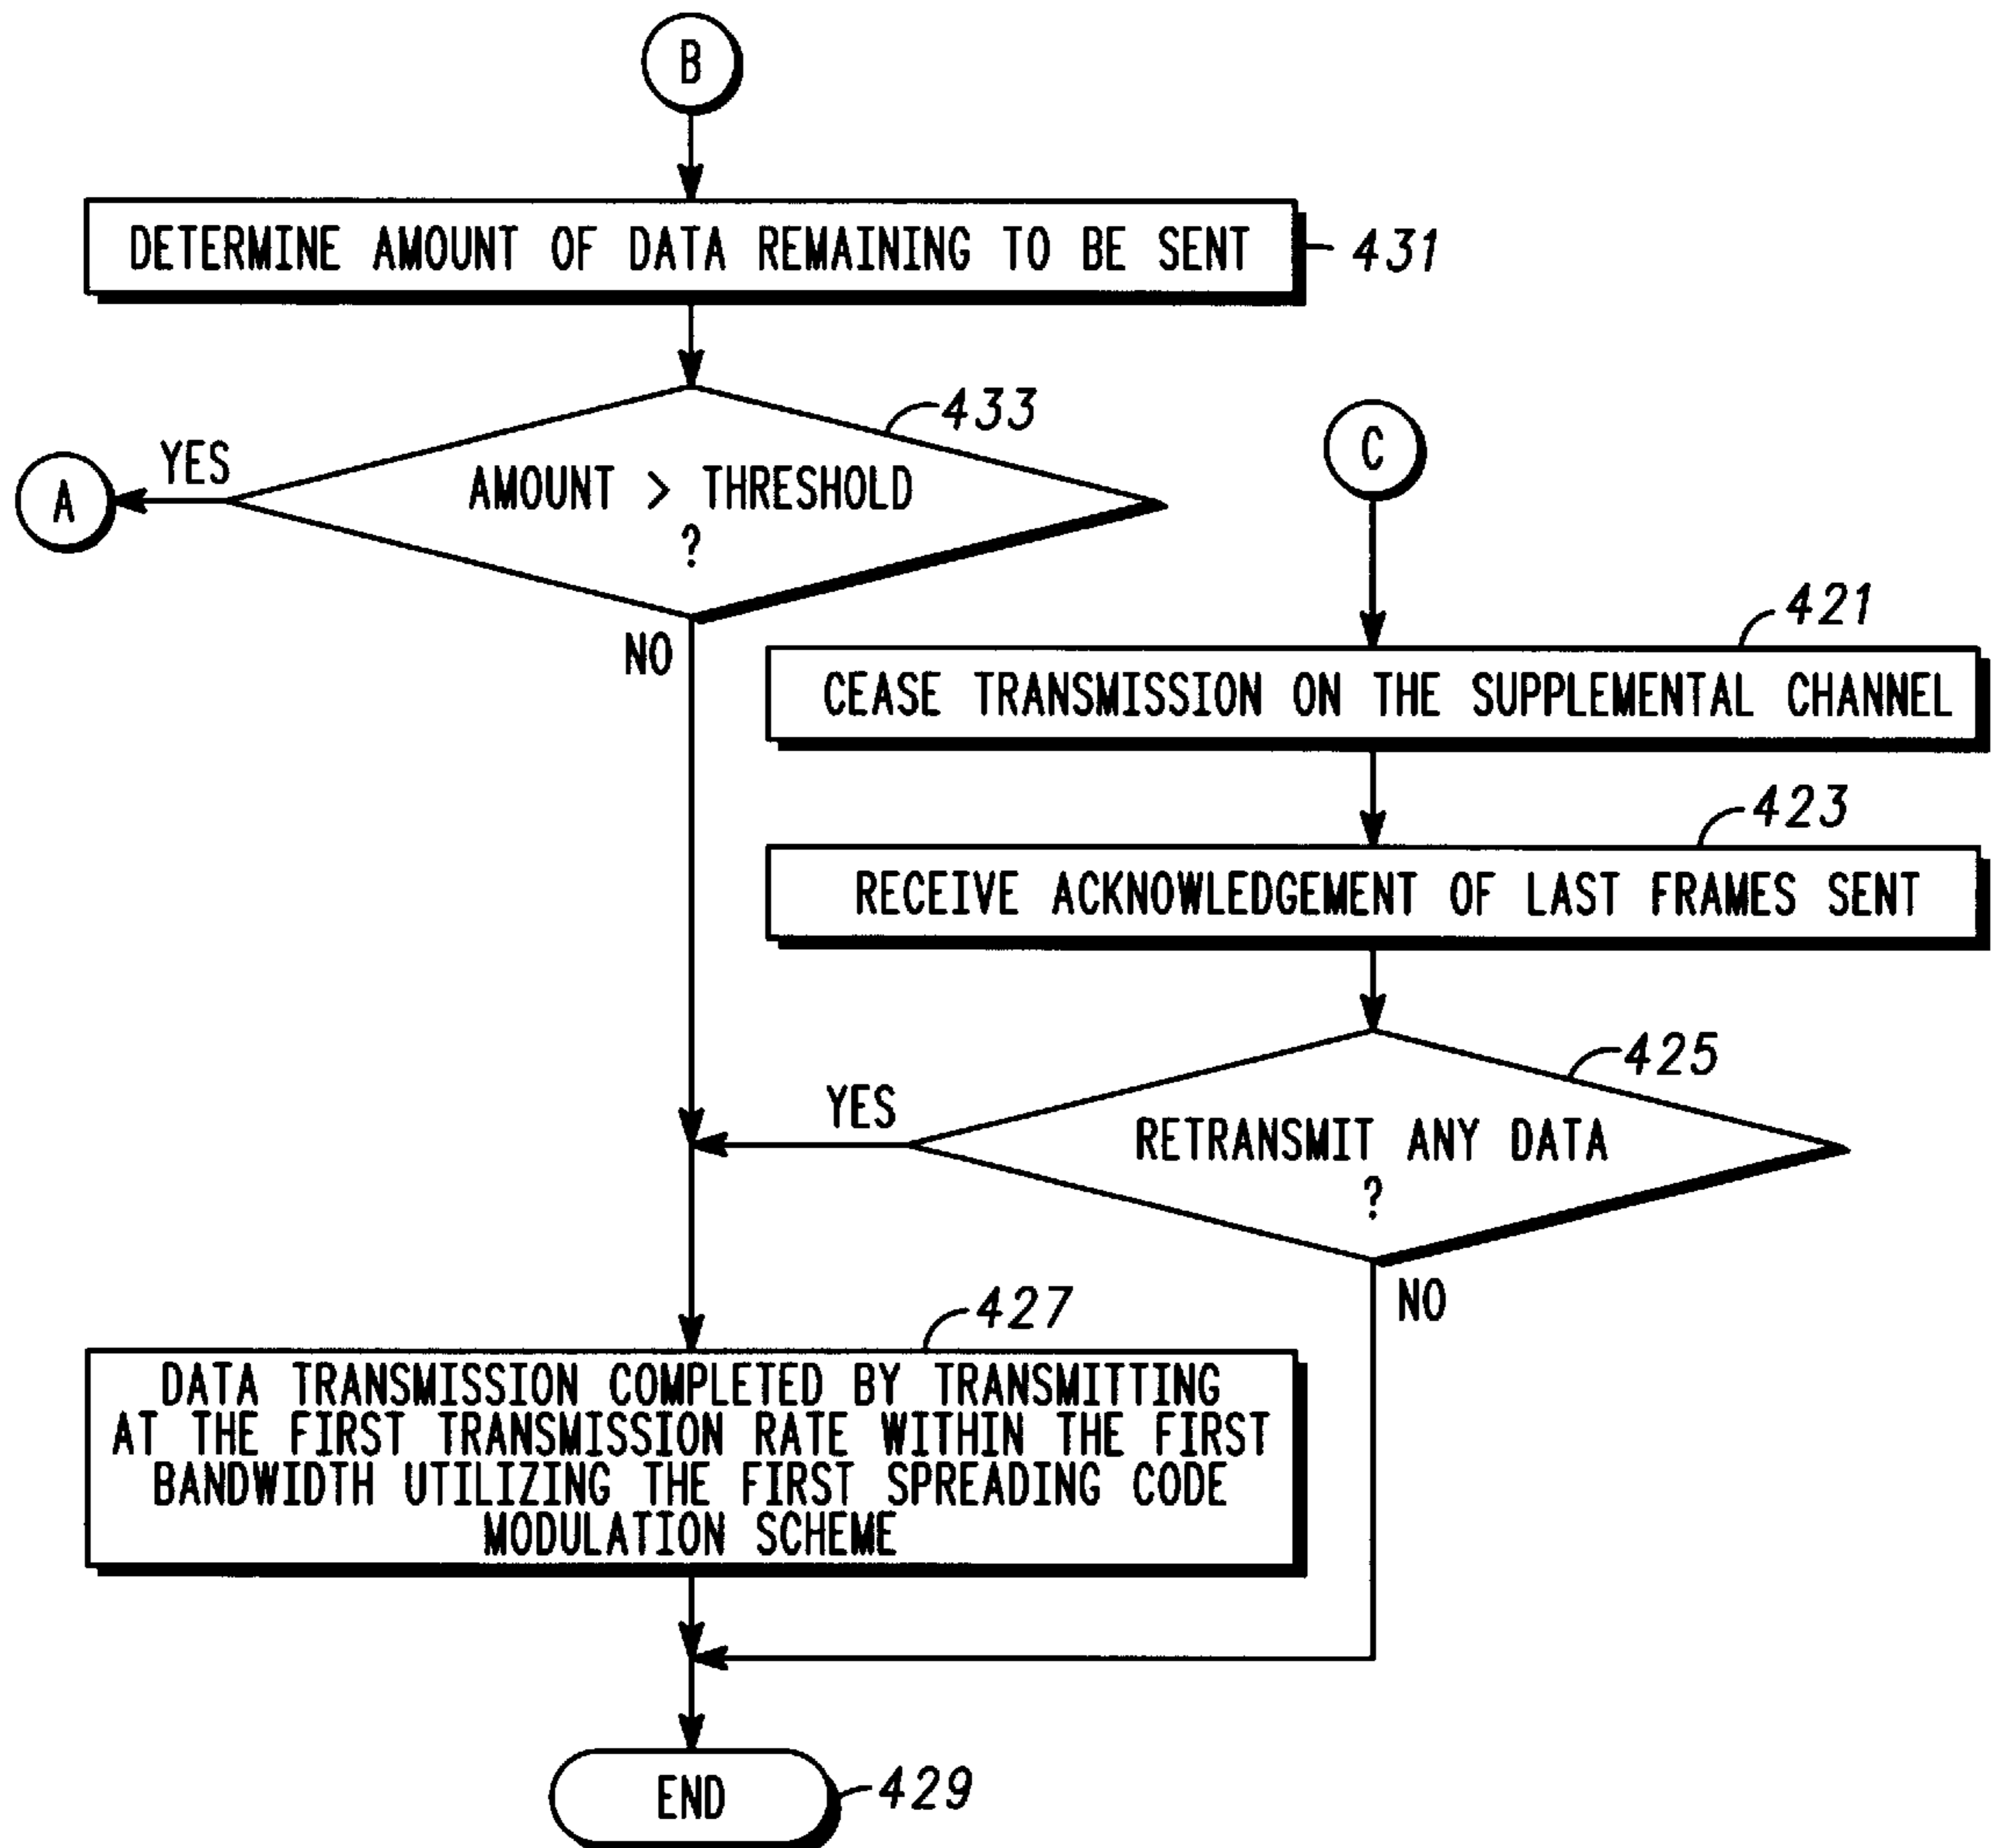 B
DETERMINE AMOUNT OF DATA REMAINING TO BE SENT
431
433
AMOUNT > THRESHOLD
?
YES
A
NO
C
421
CEASE TRANSMISSION ON THE SUPPLEMENTAL CHANNEL
423
RECEIVE ACKNOWLEDGEMENT OF LAST FRAMES SENT
425
RETRANSMIT ANY DATA
?
YES
NO
427
DATA TRANSMISSION COMPLETED BY TRANSMITTING
AT THE FIRST TRANSMISSION RATE WITHIN THE FIRST
BANDWIDTH UTILIZING THE FIRST SPREADING CODE
MODULATION SCHEME
END
429